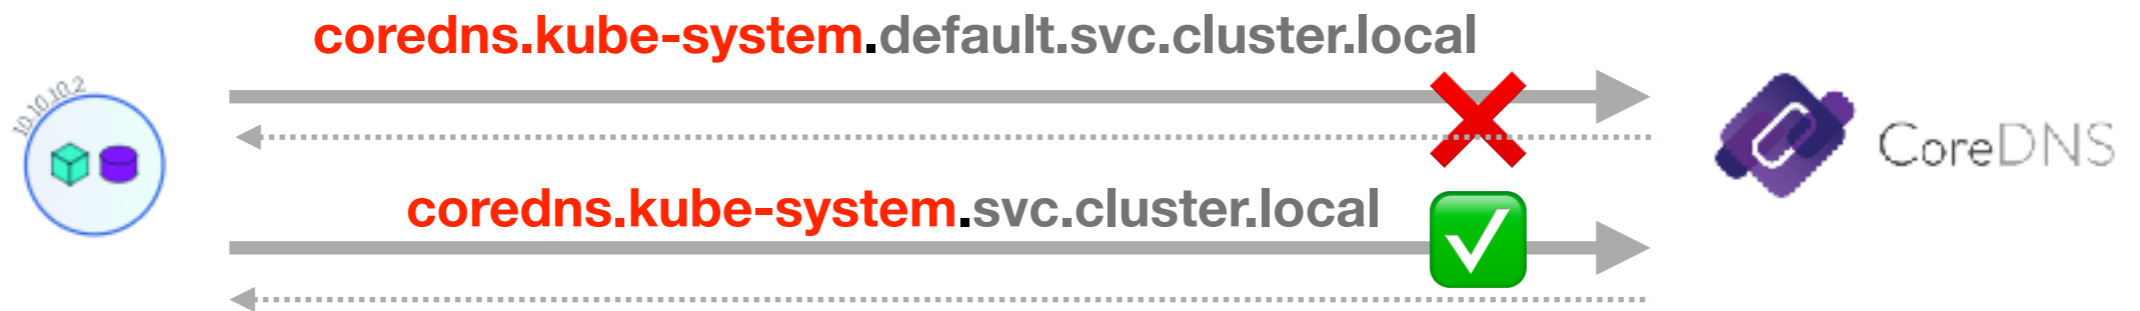 coredns.kube-system.default.svc.cluster.local
10.10.10.2
CoreDNS
coredns.kube-system.svc.cluster.local